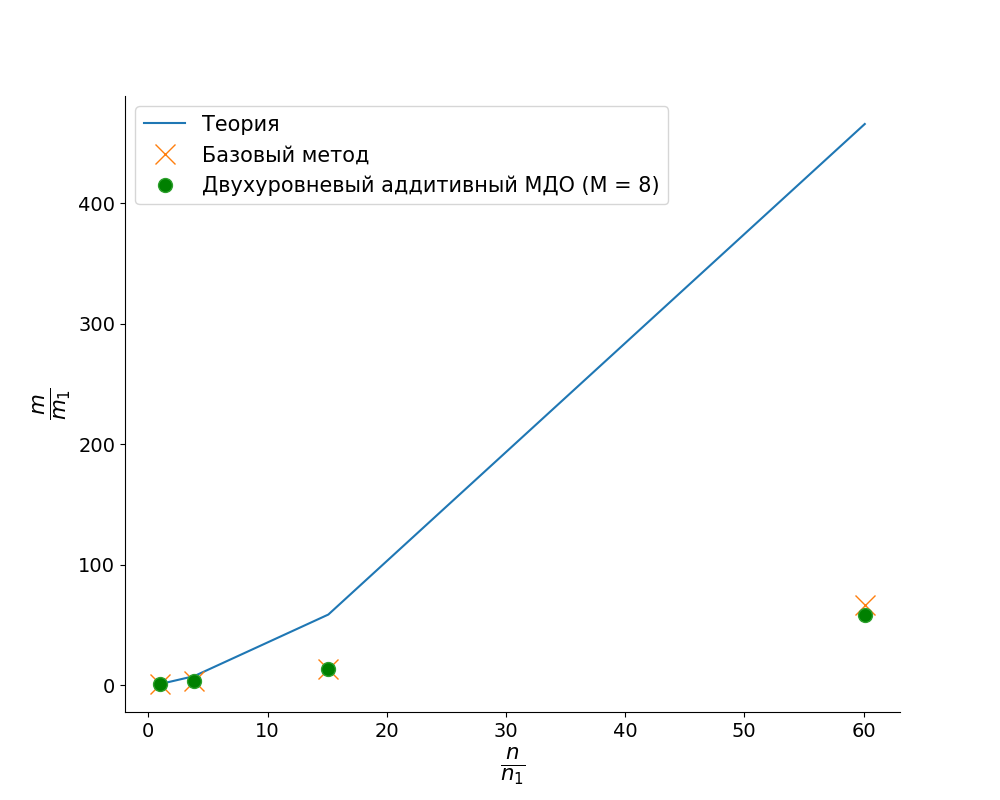 Теория
Базовый метод
Двухуровневый аддитивный МДО (M = 8)
400
300
200
100
0
m
m1
0 10 20 30 40 50 60
n
n1